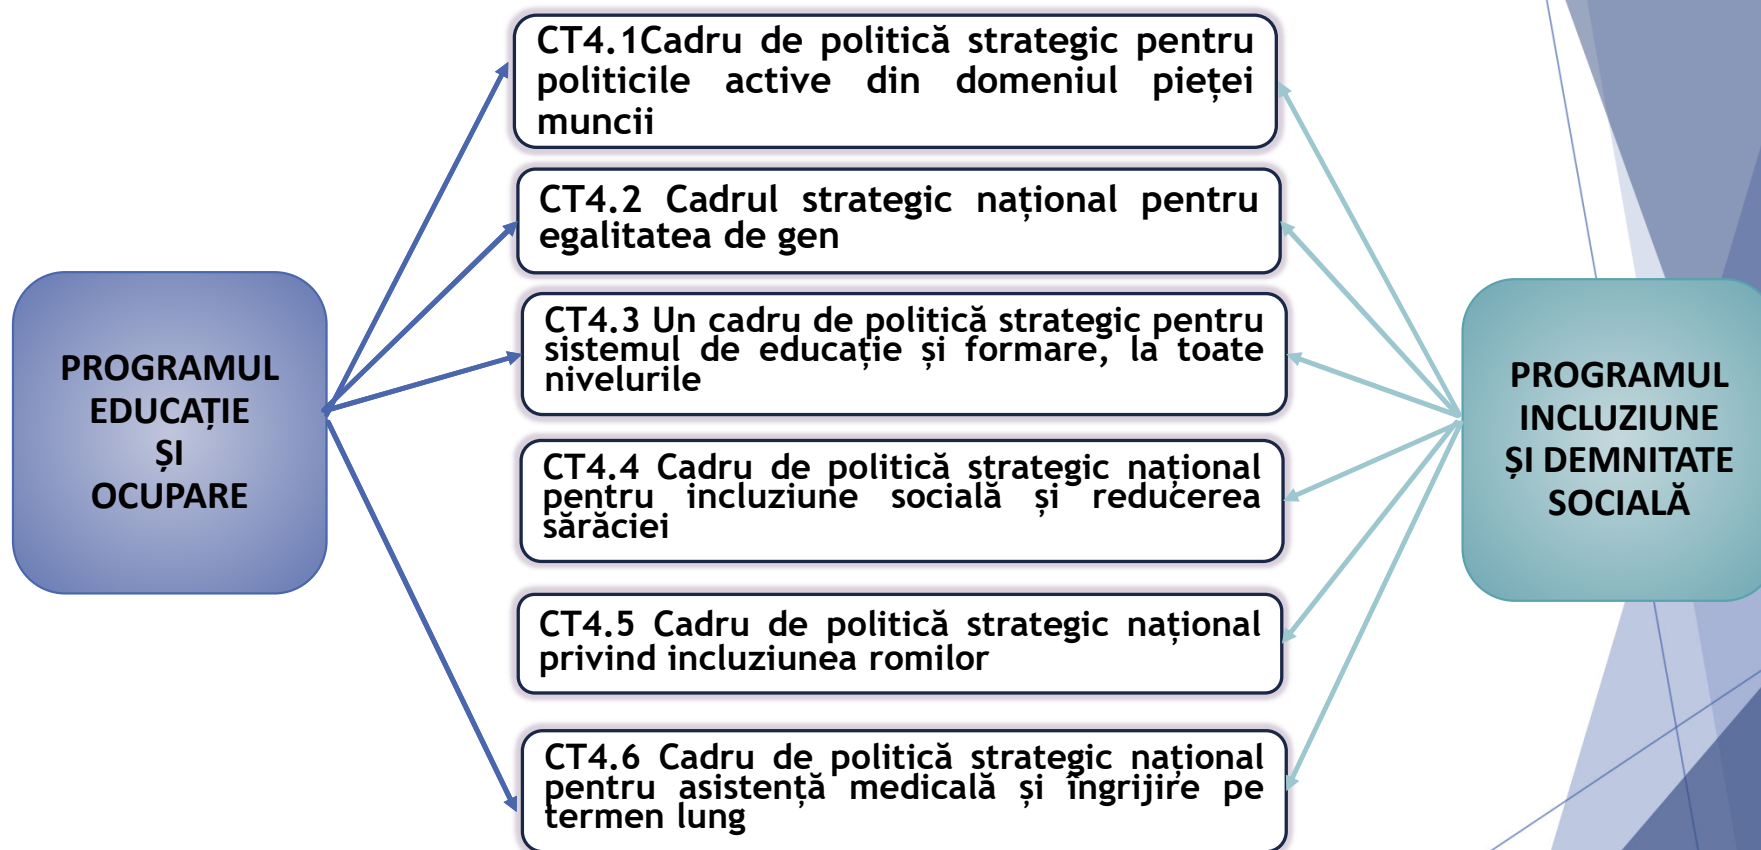 PROGRAMUL
EDUCAȚIE
ȘI
OCUPARE
CT4.1Cadru de politică strategic pentru
politicile active din domeniul pieței
muncii
CT4.2 Cadrul strategic național pentru
egalitatea de gen
CT4.3 Un cadru de politică strategic pentru
sistemul de educație și formare, la toate
nivelurile
CT4.4 Cadru de politică strategic național
pentru incluziune socială și reducerea
sărăciei
CT4.5 Cadru de politică strategic național
privind incluziunea romilor
CT4.6 Cadru de politică strategic național
pentru asistență medicală și îngrijire pe
termen lung
PROGRAMUL
INCLUZIUNE
ȘI DEMNITATE
SOCIALĂ